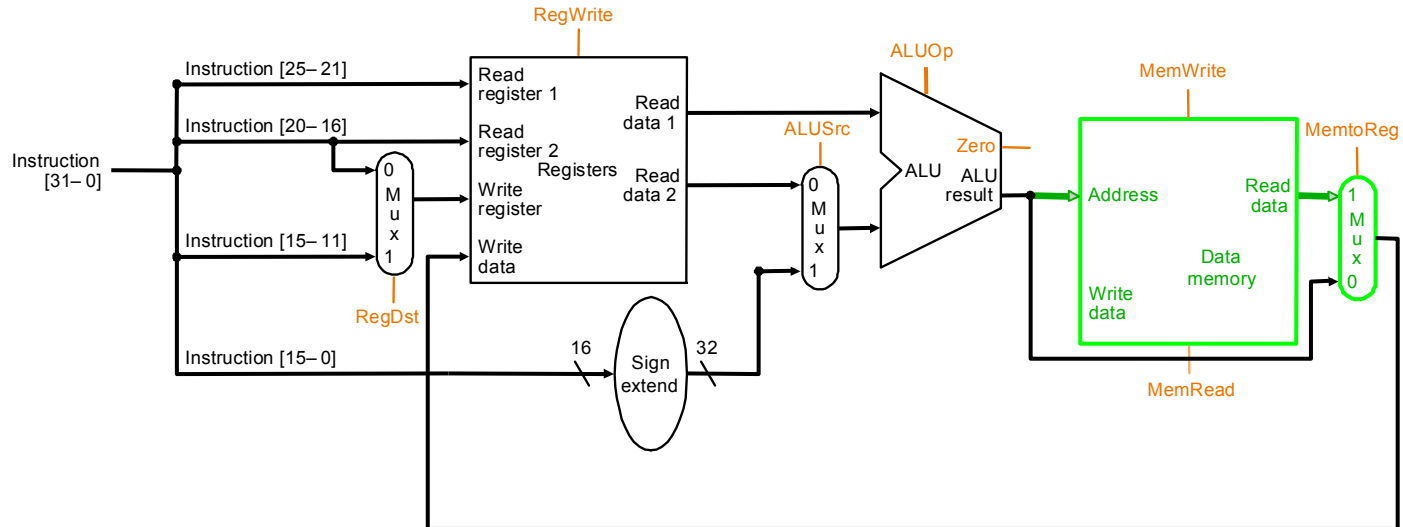 RegWrite
Instruction [25– 21]
Read
register 1
Read
data 1
ALUOp
MemWrite
Instruction [20– 16]
Read
register 2
Registers
Read
data 2
ALUSrc
Zero
MemtoReg
Instruction
[31– 0]
0
M
u
x
1
Write
register
0
M
u
x
1
ALU
ALU
result
Address
Read
data
1
M
u
x
0
Instruction [15– 11]
Write
data
Data
memory
Write
data
RegDst
Instruction [15– 0]
16
Sign
extend
32
MemRead